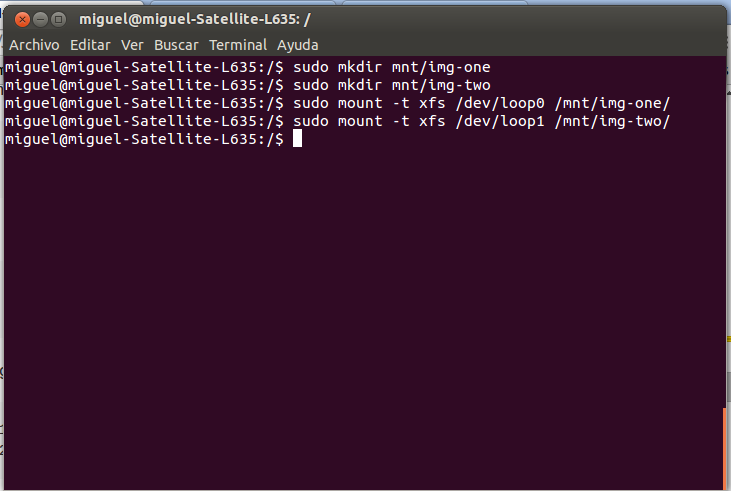 miguel@miguel-Satellite-L635: /
Archivo Editar Ver Buscar Terminal Ayuda
miguel@miguel-Satellite-L635:/$ sudo mkdir mnt/img-one
miguel@miguel-Satellite-L635:/$ sudo mkdir mnt/img-two
miguel@miguel-Satellite-L635:/$ sudo mount -t xfs /dev/loop0 /mnt/img-one/
miguel@miguel-Satellite-L635:/$ sudo mount -t xfs /dev/loop1 /mnt/img-two/
miguel@miguel-Satellite-L635:/$